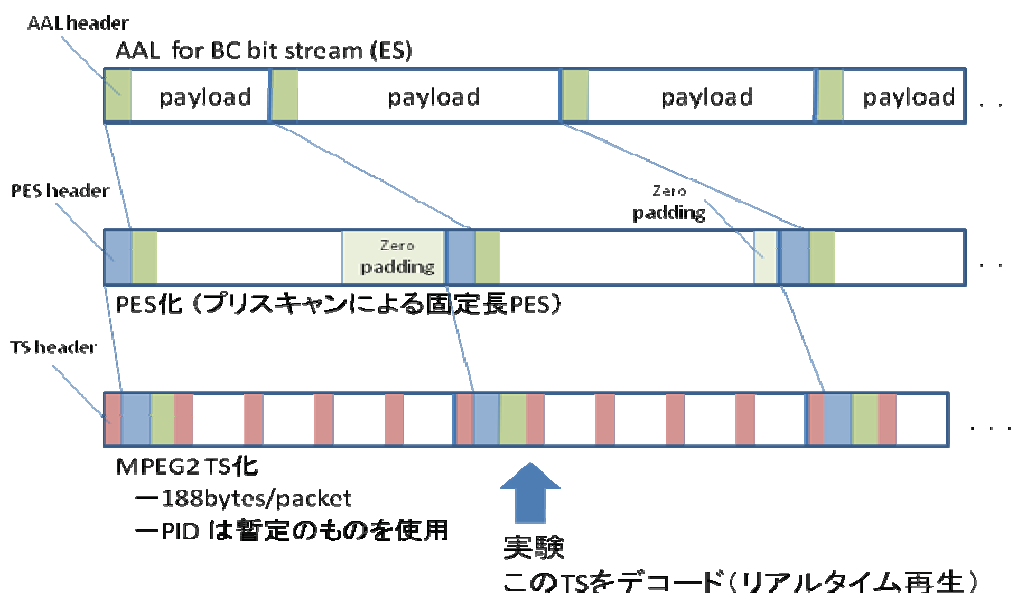 AAL header
AAL for BC bit stream (ES)
payload payload payload payload . .
PES header
Zero
padding
Zero
padding
. .
PES化（プリスキャンによる固定長PES）
TS header
. . .
MPEG2 TS化
ー188bytes/packet
ーPID は暫定のものを使用
実験
このTSをデコード（リアルタイム再生）